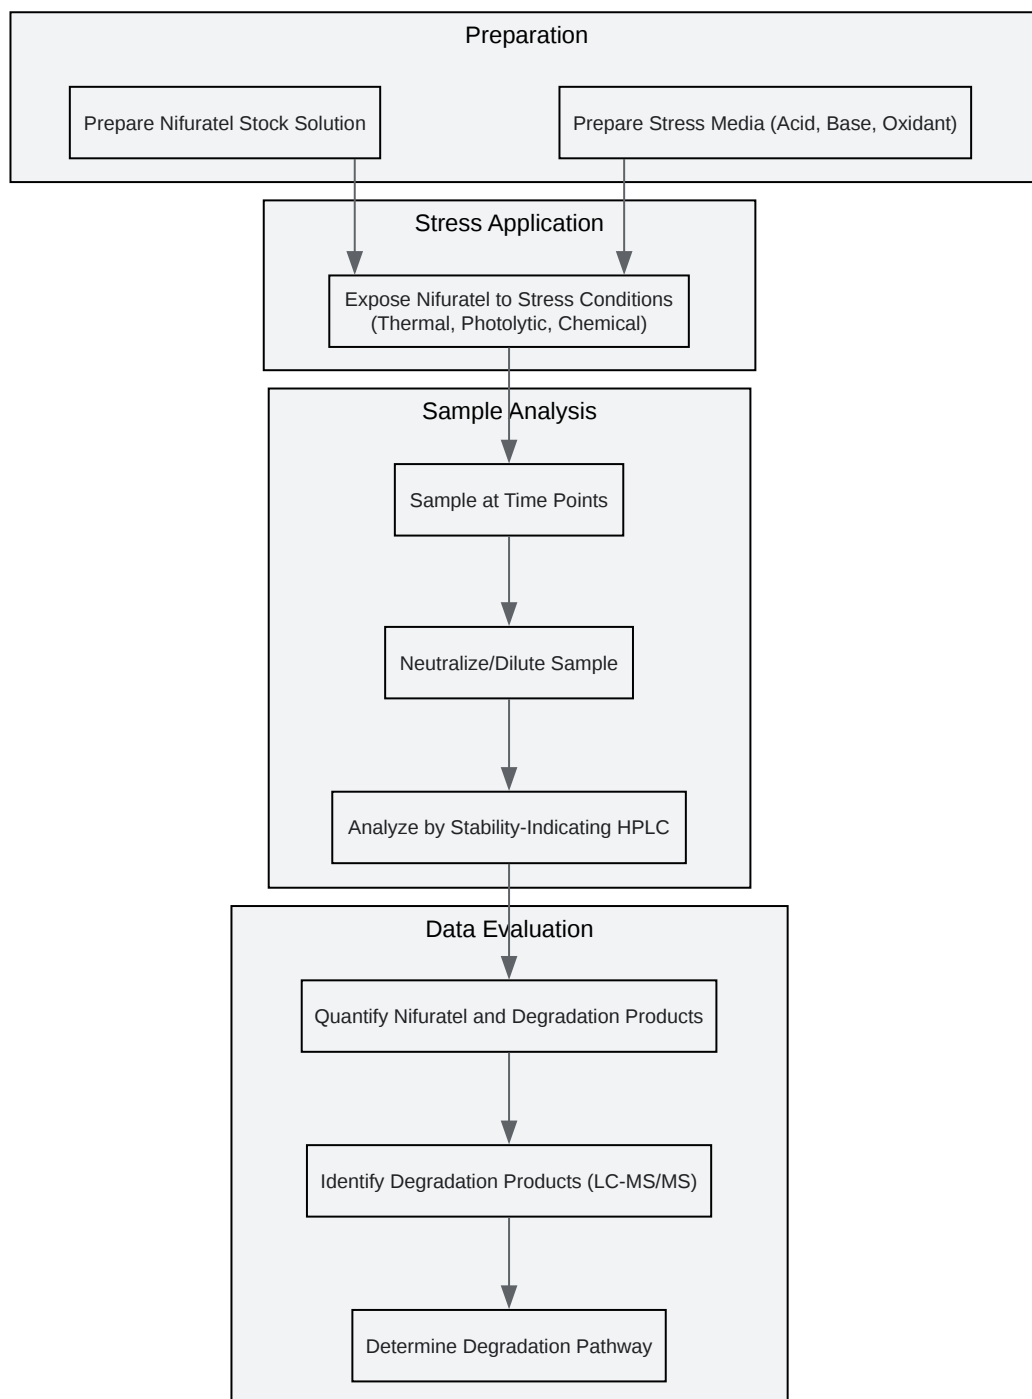 Preparation
Prepare Nifuratel Stock Solution
Prepare Stress Media (Acid, Base, Oxidant)
Stress Application
Expose Nifuratel to Stress Conditions
(Thermal, Photolytic, Chemical)
Sample Analysis
Sample at Time Points
Neutralize/Dilute Sample
Analyze by Stability-Indicating HPLC
Data Evaluation
Quantify Nifuratel and Degradation Products
Identify Degradation Products (LC-MS/MS)
Determine Degradation Pathway